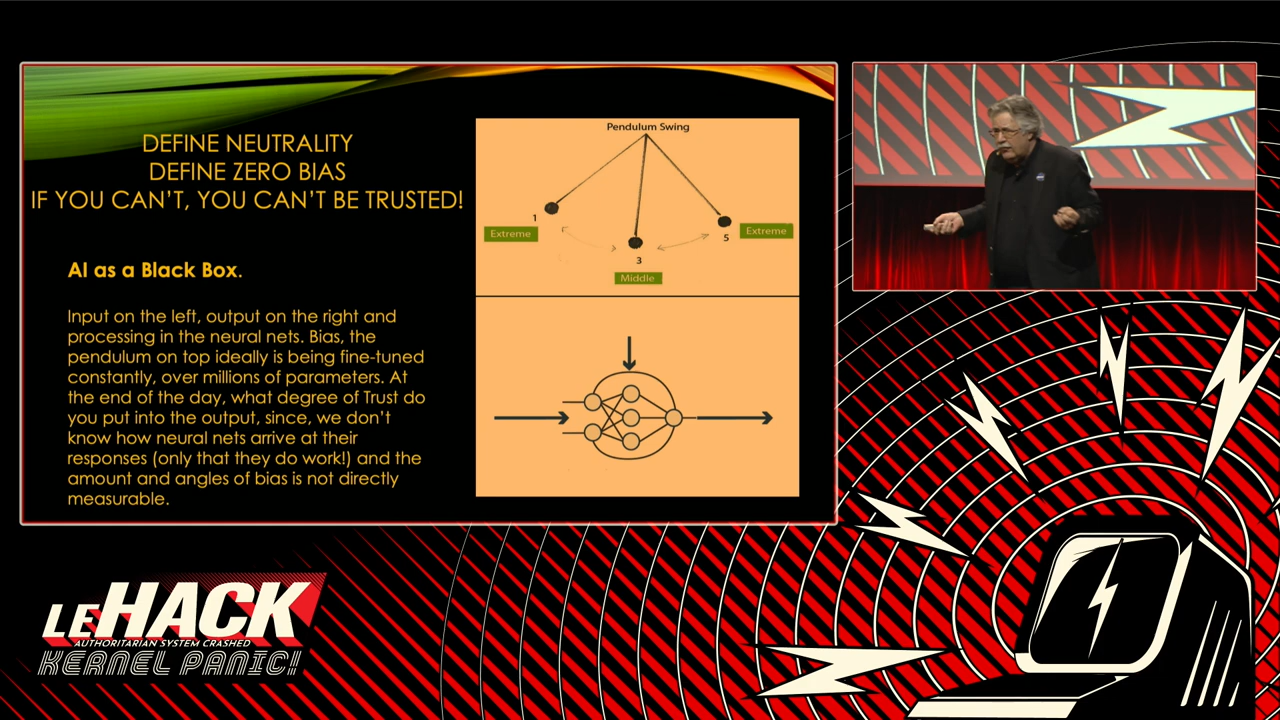 DEFINE NEUTRALITY
DEFINE ZERO BIAS
IF YOU CAN'T, YOU CAN'T BE TRUSTED!
AI as a Black Box.
Input on the left, output on the right and
processing in the neural nets. Bias, the
pendulum on top ideally is being fine-tuned
constantly, over millions of parameters. At
the end of the day, what degree of Trust do
you put into the output, since, we don't
know how neural nets arrive at their
responses (only that they do work!) and the
amount and angles of bias is not directly
measurable.
Pendulum Swing
1
Extreme
5
Extreme
3
Middle
LEHACK
AUTHORITARIAN SYSTEM CRASHED
KERNEL PANIC!